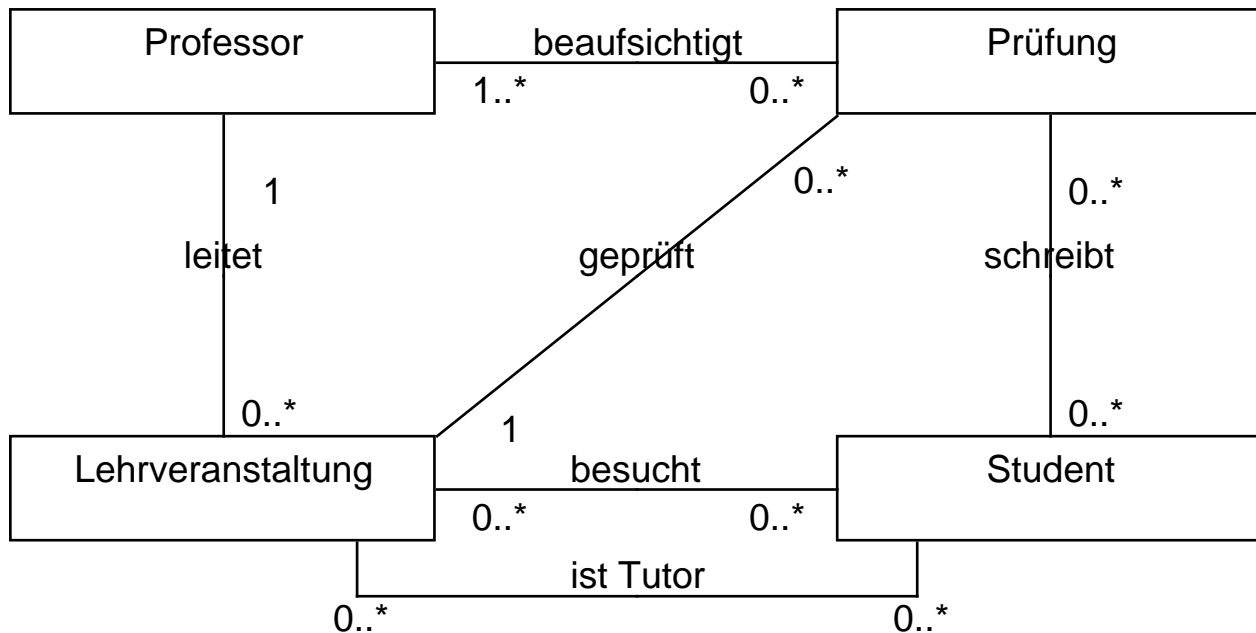 Professor
beaufsichtigt
Prüfung
1..*
0..*
1
0..*
0..*
leitet
geprüft
schreibt
0..*
1
0..*
Lehrveranstaltung
besucht
Student
0..*
0..*
ist Tutor
0..*
0..*